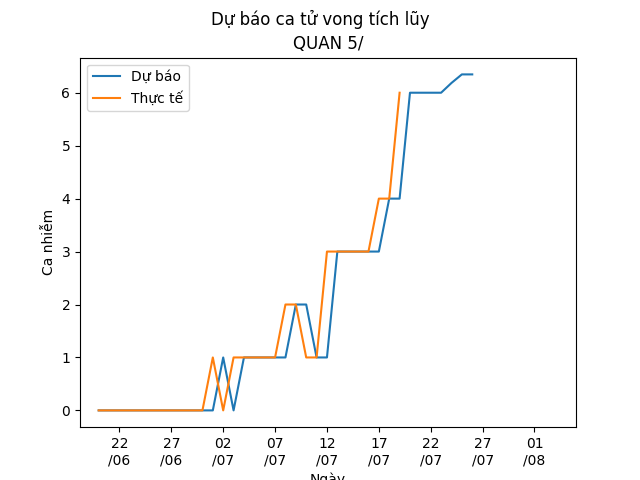 Dự báo ca tử vong tích lũy
QUAN 5/
Dự báo
Thực tế
Ca nhiễm
6
5
4
3
2
1
0
22 27 02 07 12 17 22 27 01
/06 /06 /07 /07 /07 /07 /07 /07 /08
Ngày